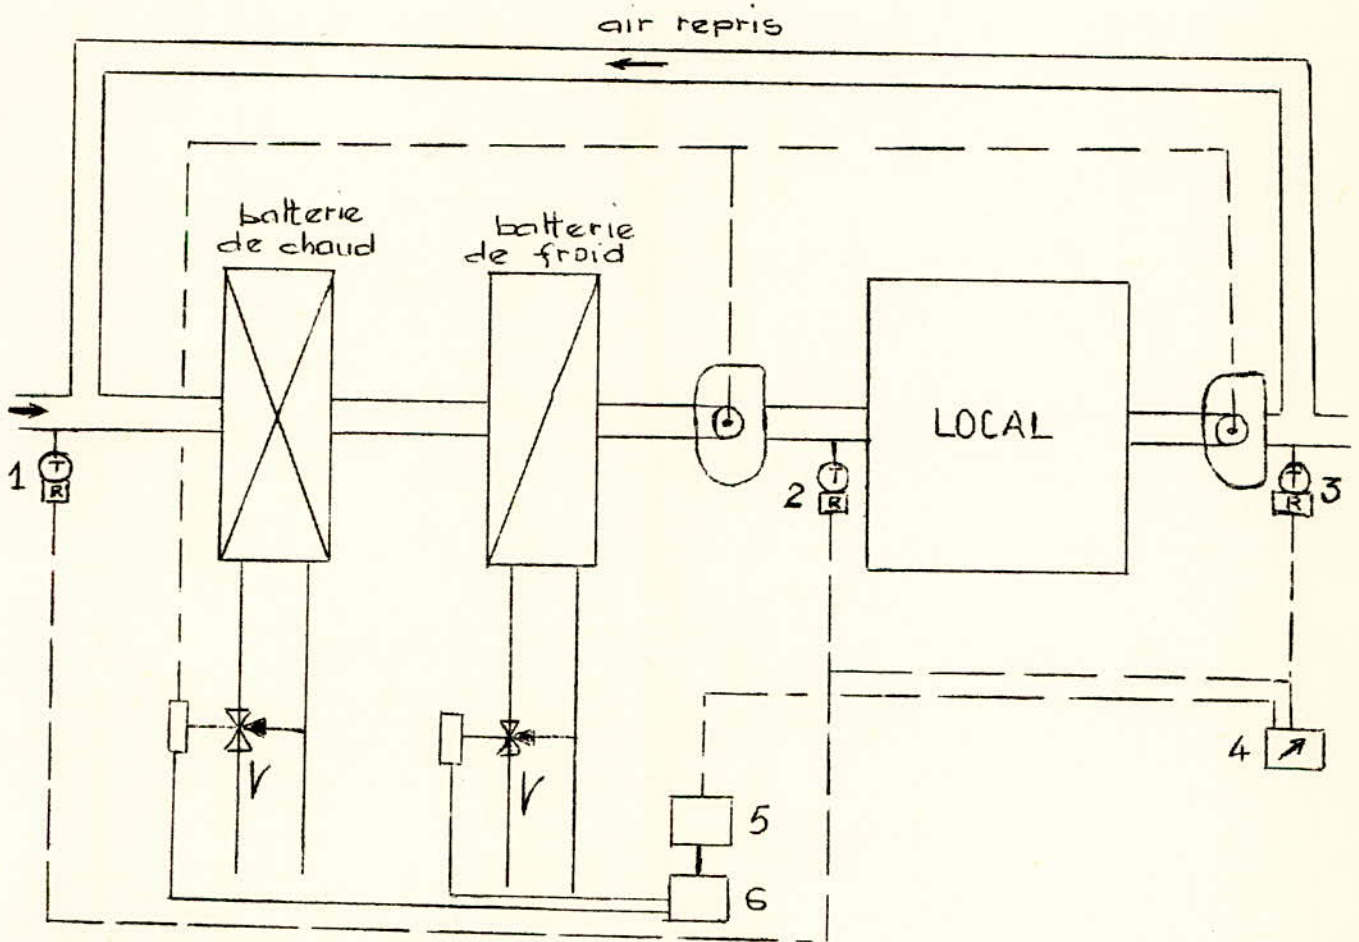 air repris
batterie
de chaud
batterie
de froid
LOCAL
1
T
R
2
T
R
T
R
3
4
V
V
5
6